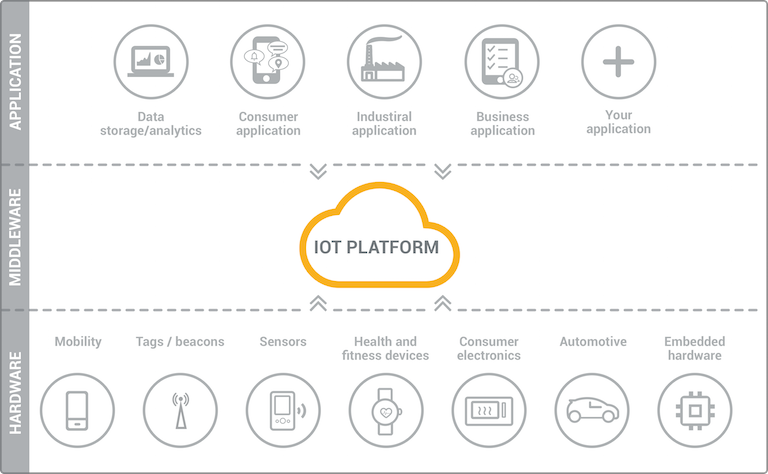 APPLICATION
Data
storage/analytics
Consumer
application
Industiral
application
Business
application
Your
application
MIDDLEWARE
IOT PLATFORM
HARDWARE
Mobility
Tags / beacons
Sensors
Health and
fitness devices
Consumer
electronics
Automotive
Embedded
hardware